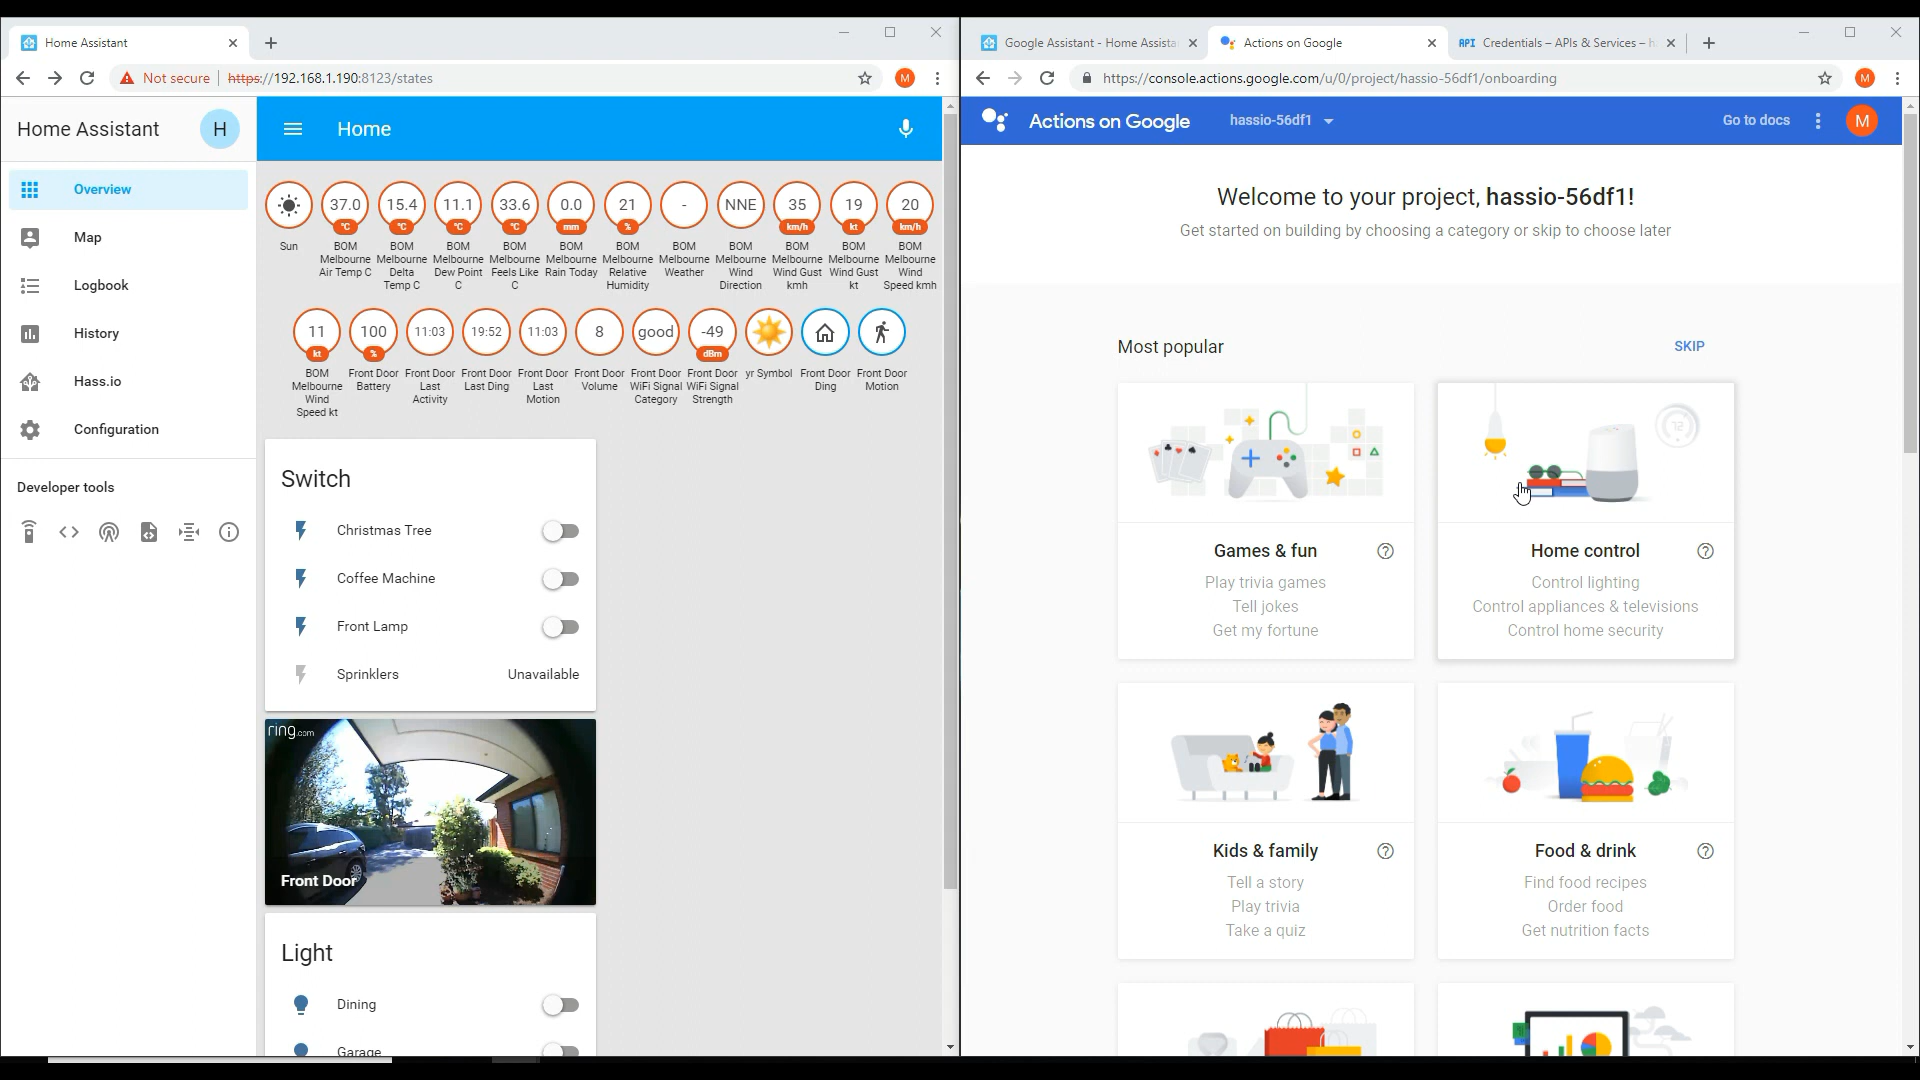 Home Assistant
Not secure
https://192.168.1.190:8123/states
Home Assistant
H
Home
Overview
Map
Logbook
History
Hass.io
Configuration
Developer tools
37.0
15.4
11.1
33.6
0.0
21
-
NNE
35
19
20
°C
°C
°C
°C
mm
%
km/h
kt
km/h
Sun
BOM Melbourne Air Temp C
BOM Melbourne Delta Temp C
BOM Melbourne Dew Point C
BOM Melbourne Feels Like C
BOM Melbourne Rain Today
BOM Melbourne Relative Humidity
BOM Melbourne Weather
BOM Melbourne Wind Direction
BOM Melbourne Wind Gust kmh
BOM Melbourne Wind Gust kt
BOM Melbourne Wind Speed kmh
11
100
11:03
19:52
11:03
8
good
-49
kt
%
dBm
BOM Melbourne Wind Speed kt
Front Door Battery
Front Door Last Activity
Front Door Last Ding
Front Door Last Motion
Front Door Volume
Front Door WiFi Signal Category
Front Door WiFi Signal Strength
yr Symbol
Front Door Ding
Front Door Motion
Switch
Christmas Tree
Coffee Machine
Front Lamp
Sprinklers Unavailable
ring.com
Front Door
Light
Dining
Garage
Google Assistant - Home Assista
Actions on Google
API Credentials – APIs & Services – h
https://console.actions.google.com/u/0/project/hassio-56df1/onboarding
M
M
Actions on Google
hassio-56df1
Go to docs
M
Welcome to your project, hassio-56df1!
Get started on building by choosing a category or skip to choose later
Most popular
SKIP
72
Games & fun
Play trivia games
Tell jokes
Get my fortune
Home control
Control lighting
Control appliances & televisions
Control home security
Kids & family
Tell a story
Play trivia
Take a quiz
Food & drink
Find food recipes
Order food
Get nutrition facts